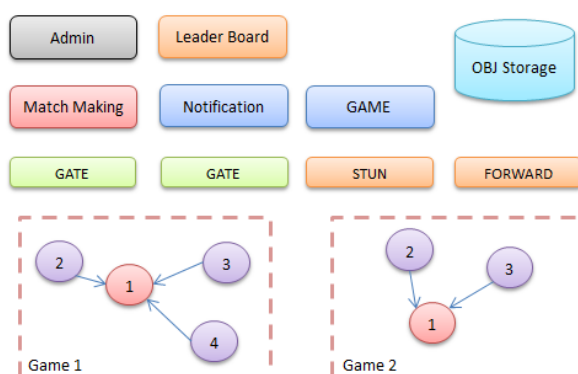 Admin
Leader Board
OBJ Storage
Match Making
Notification
GAME
GATE
GATE
STUN
FORWARD
2
1
3
4
Game 1
2
3
1
Game 2